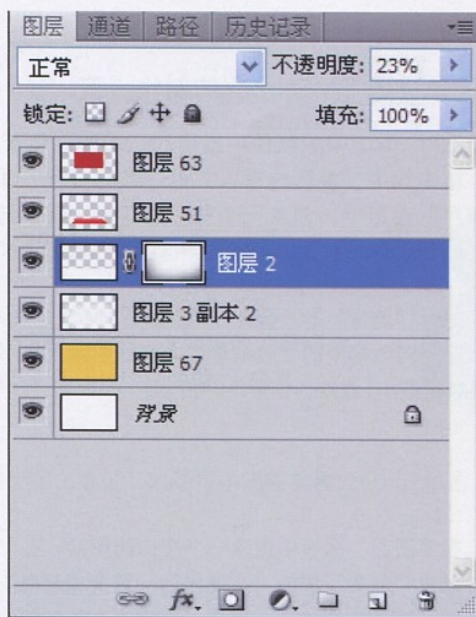 图层 通道 路径 历史记录
正常 不透明度: 23%
锁定: 填充: 100%
图层 63
图层 51
图层 2
图层 3 副本 2
图层 67
背景
fx.